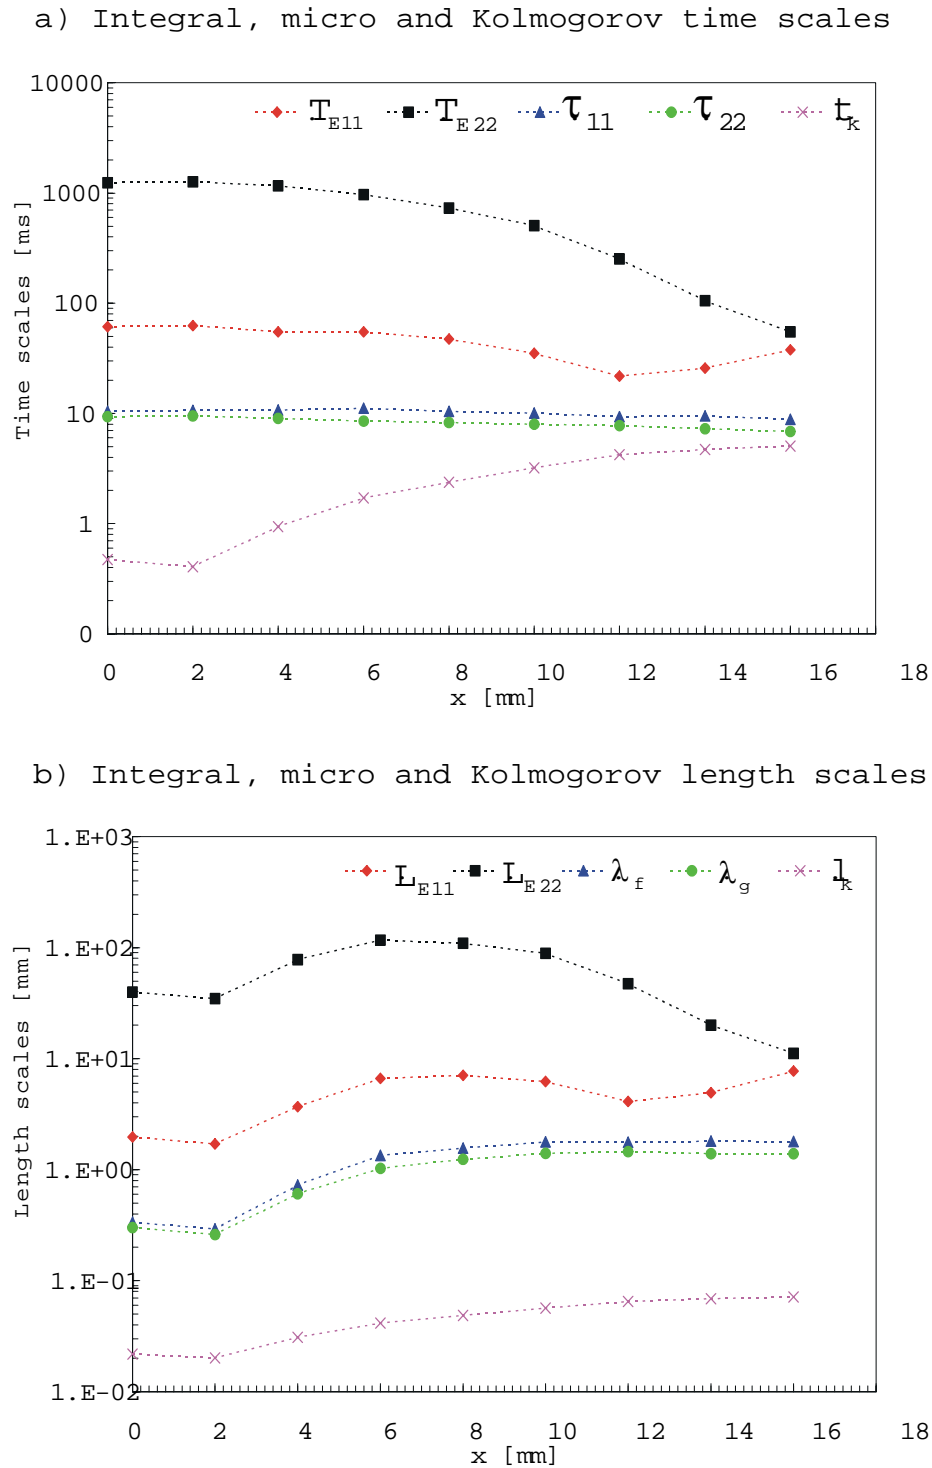 a) Integral, micro and Kolmogorov time scales
10000
1000
100
10
1
0
Time scales [ms]
T_E11 T_E22 τ_11 τ_22 t_k
0 2 4 6 8 10 12 14 16 18
x [mm]
b) Integral, micro and Kolmogorov length scales
1.E+03
1.E+02
1.E+01
1.E+00
1.E-01
1.E-02
Length scales [mm]
L_E11 L_E22 λ_f λ_g l_k
0 2 4 6 8 10 12 14 16 18
x [mm]